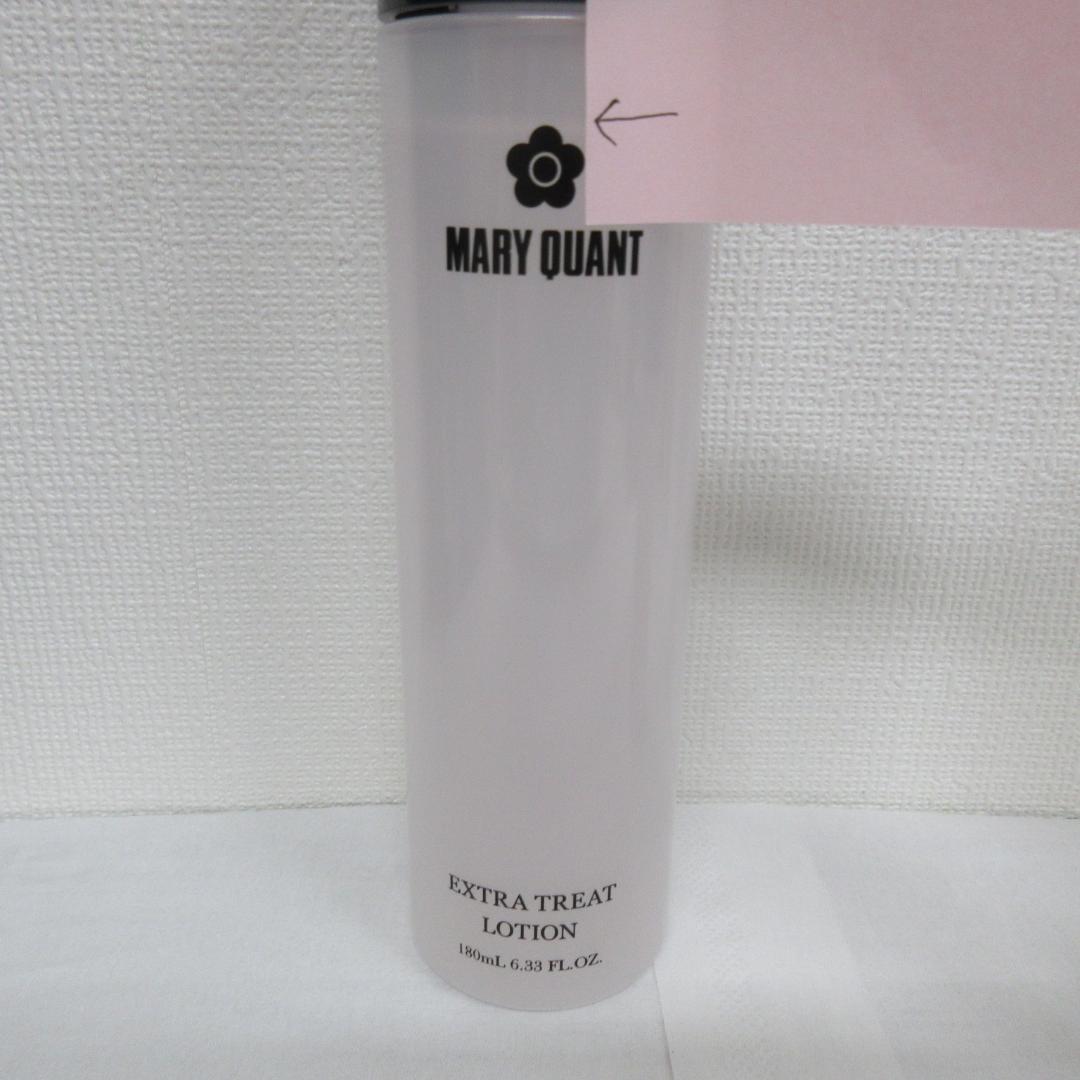 MARY QUANT
EXTRA TREAT
LOTION
180mL 6.33 FL.OZ.